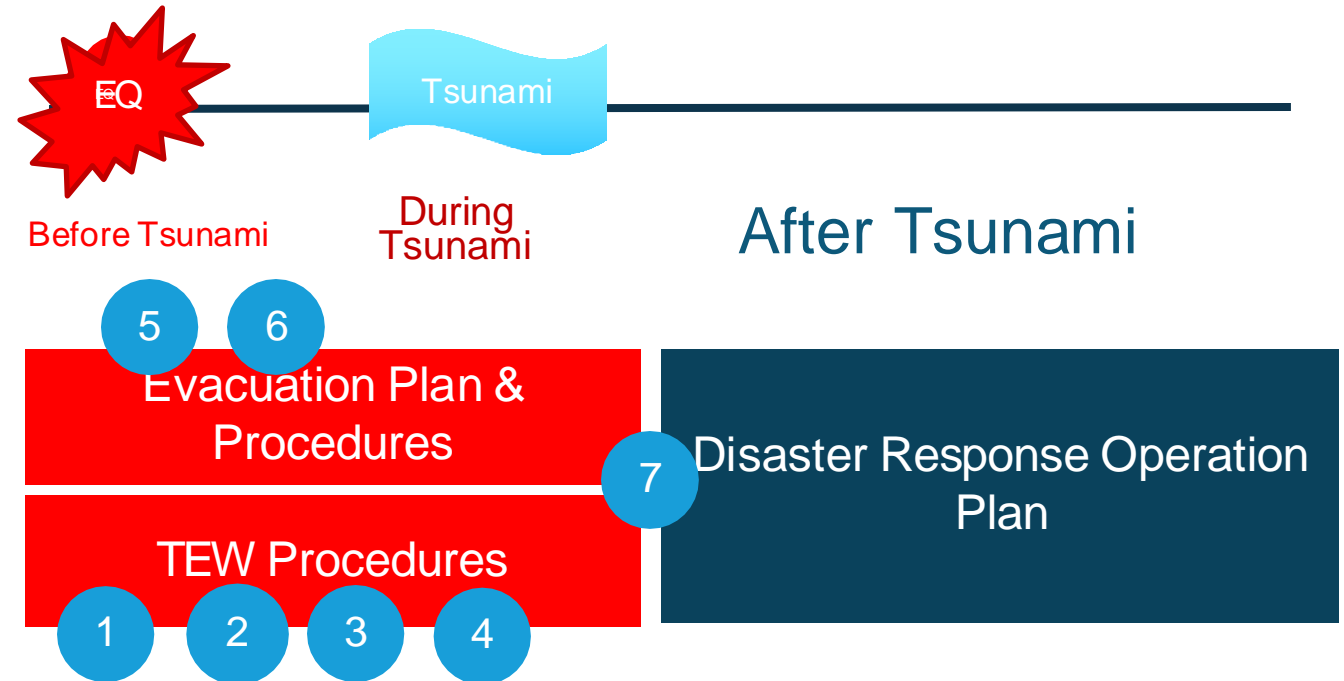 EQ
EQ
Tsunami
Before Tsunami
During
Tsunami
After Tsunami
5
6
Evacuation Plan &
Procedures
7
Disaster Response Operation
Plan
TEW Procedures
1
2
3
4